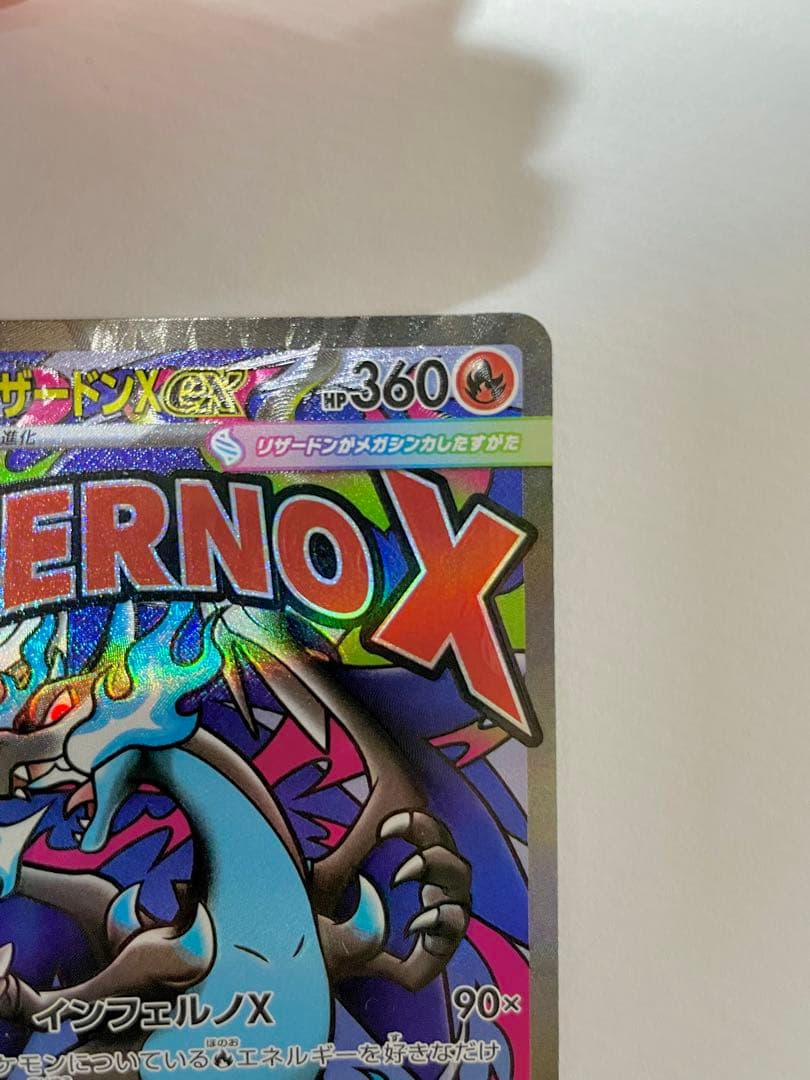 ザードンX ex HP 360
進化 リザードンがメガシンカしたすがた
ERNO X
インフェルノX 90×
ケモンについている エネルギーを好きなだけ
ほのお す